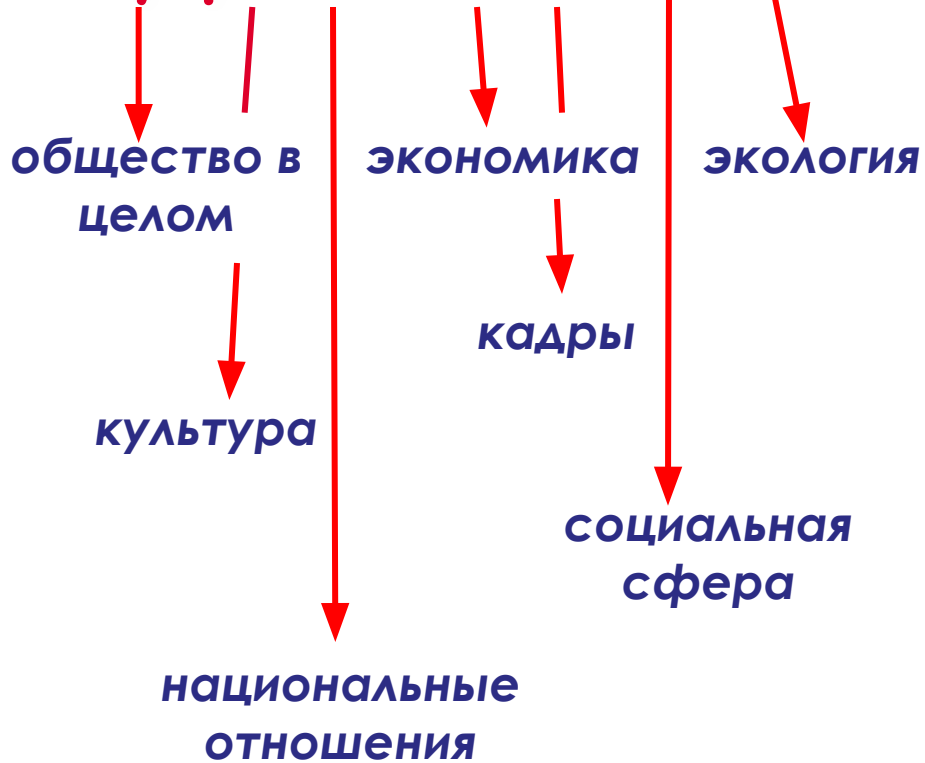 общество в
целом
экономика
экология
кадры
культура
социальная
сфера
национальные
отношения